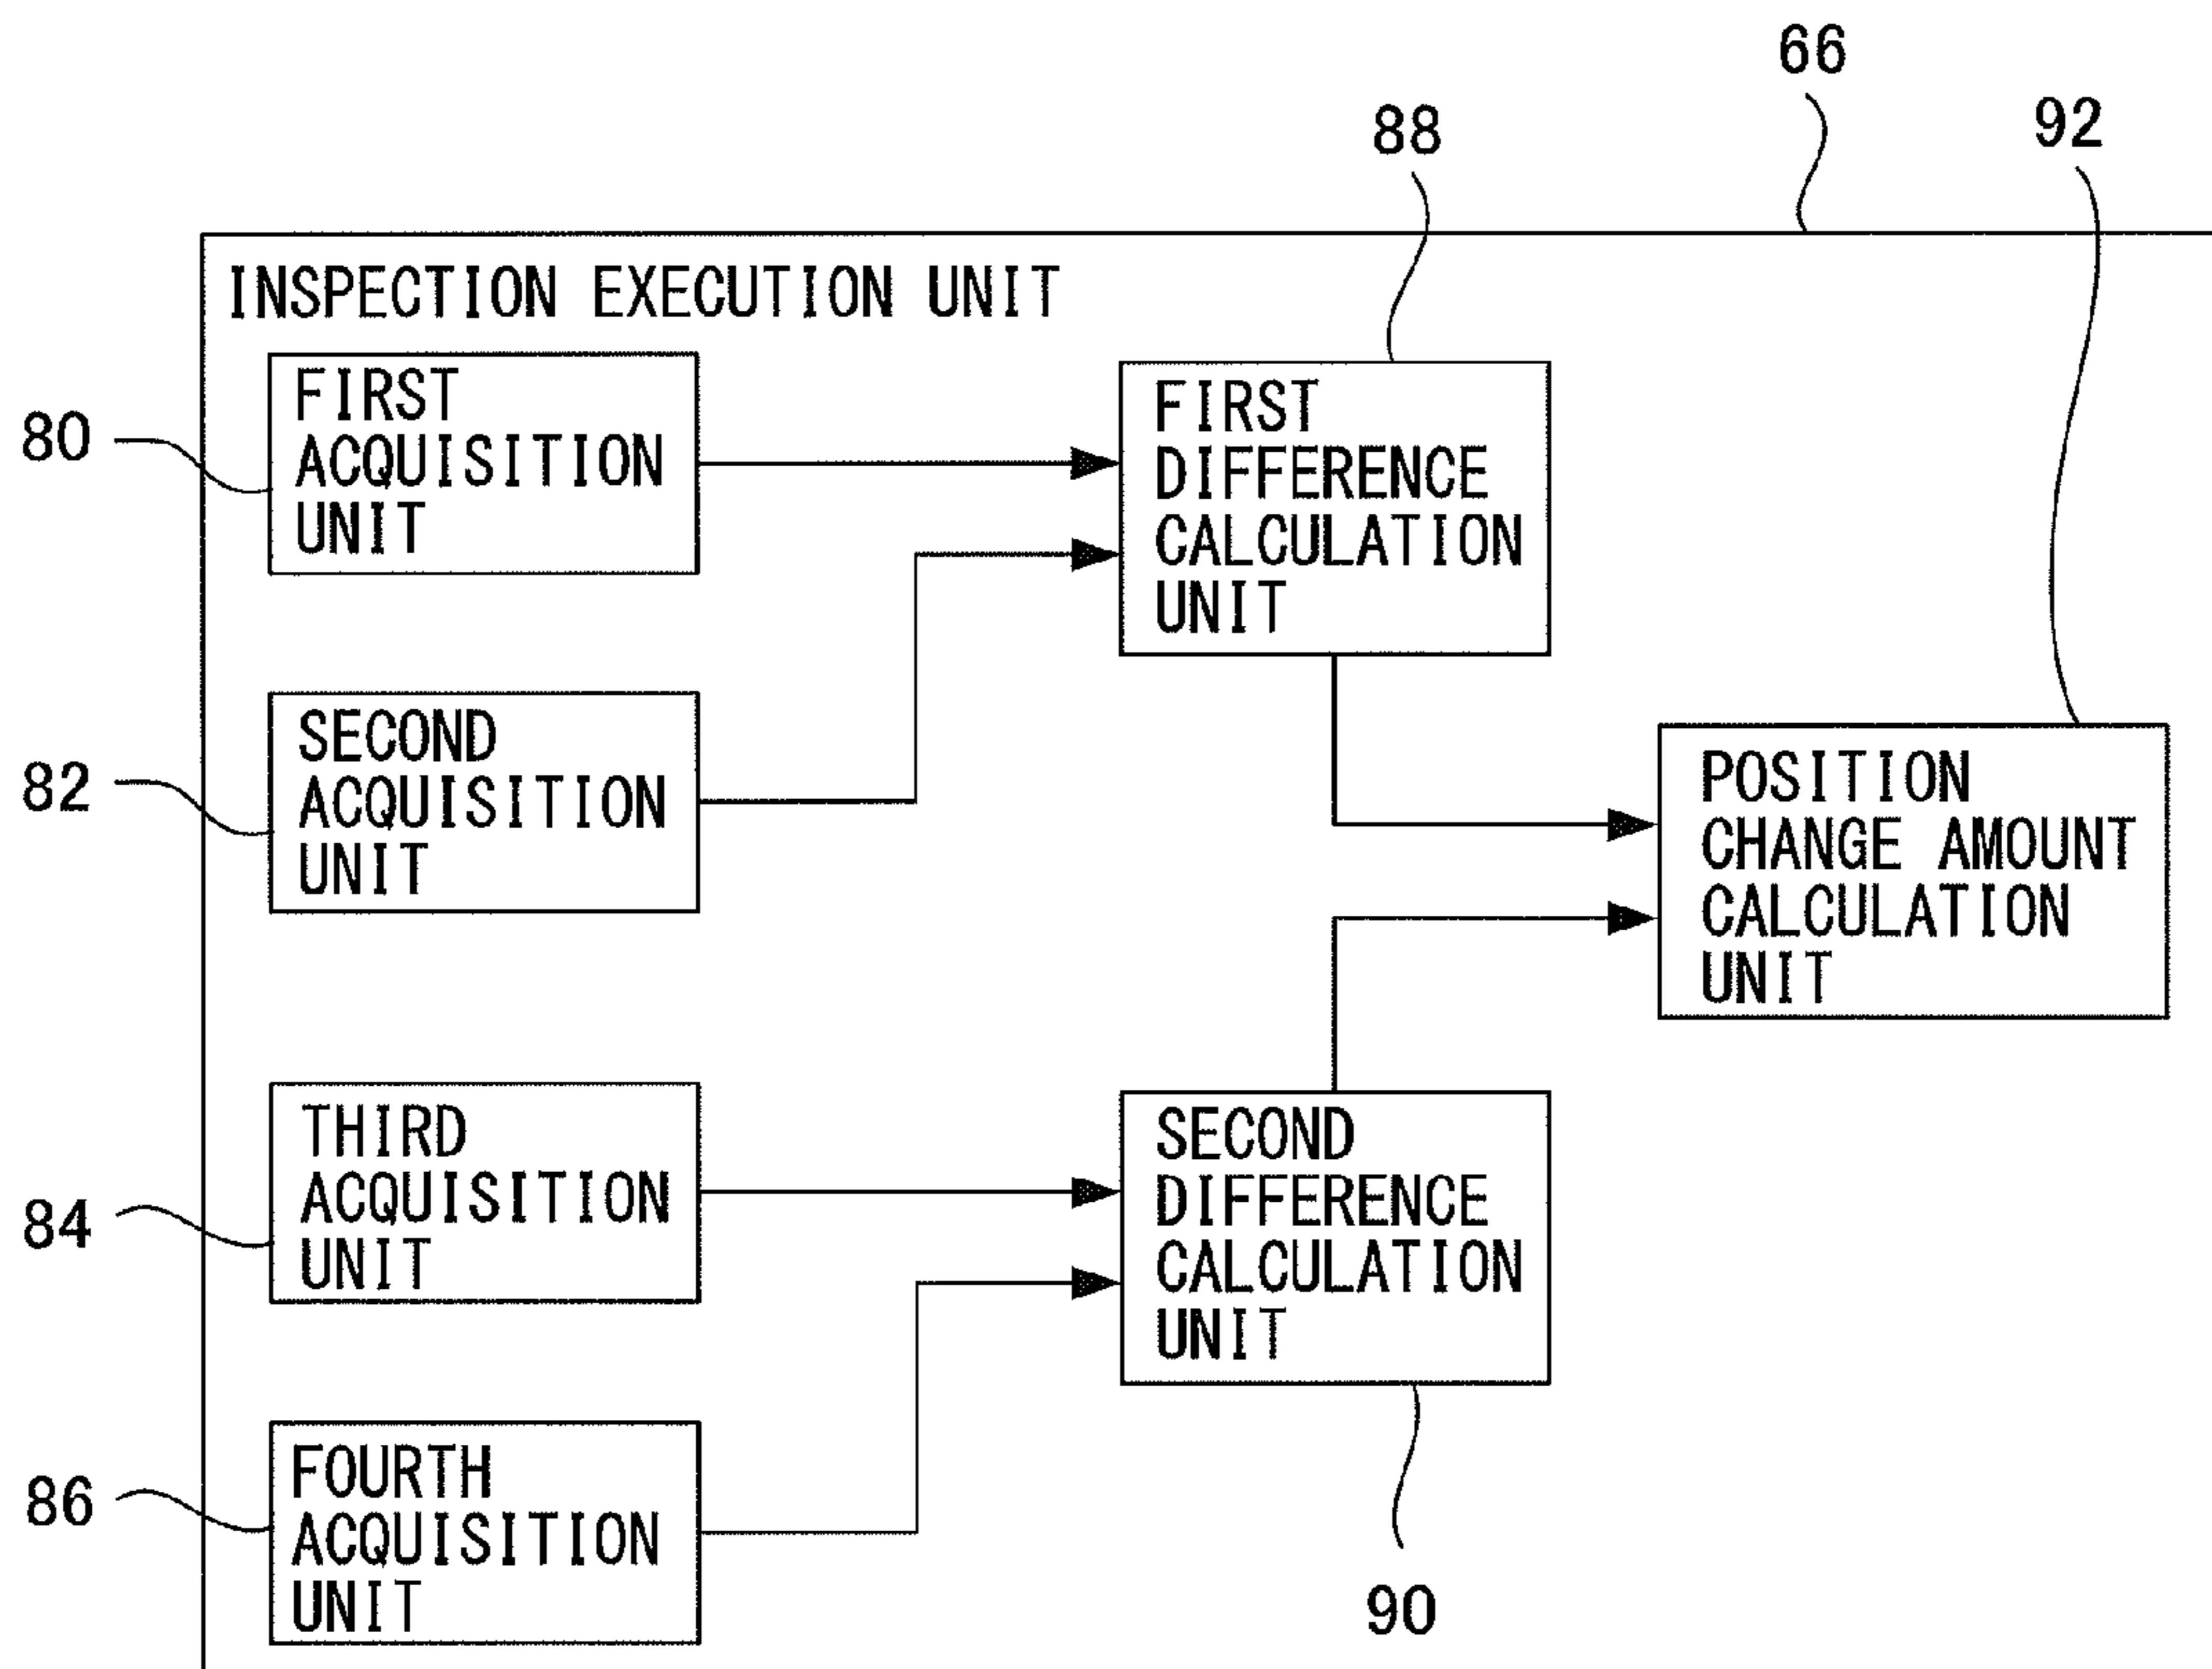 66
92
88
INSPECTION EXECUTION UNIT
80
FIRST
ACQUISITION
UNIT
FIRST
DIFFERENCE
CALCULATION
UNIT
82
SECOND
ACQUISITION
UNIT
POSITION
CHANGE AMOUNT
CALCULATION
UNIT
84
THIRD
ACQUISITION
UNIT
SECOND
DIFFERENCE
CALCULATION
UNIT
86
FOURTH
ACQUISITION
UNIT
90